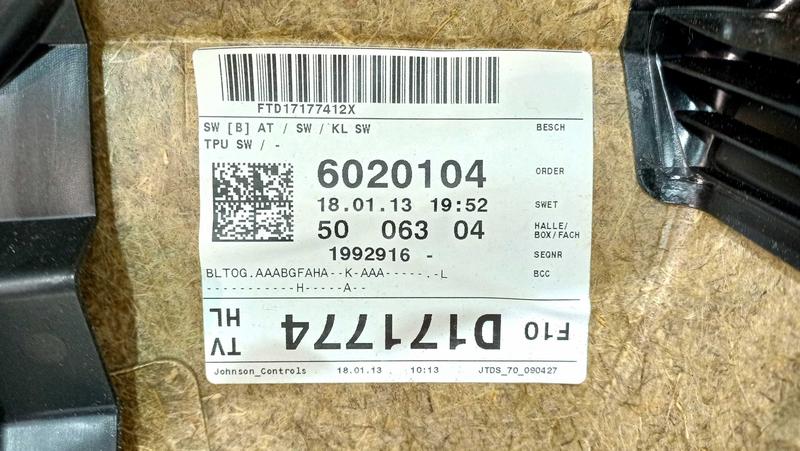 FTD17177412X
SW [B] AT / SW / KL SW BESCH
TPU SW / -
6020104 ORDER
18.01.13 19:52 SWET
50 063 04 HALLE/
BOX/FACH
1992916 - SEQNR
BLTOG.AAABGFAHA--K-AAA-----.-L BCC
-----------H-----A--
F10 D171774 TV
HL
Johnson_Controls 18.01.13 10:13 JTDS_70_090427